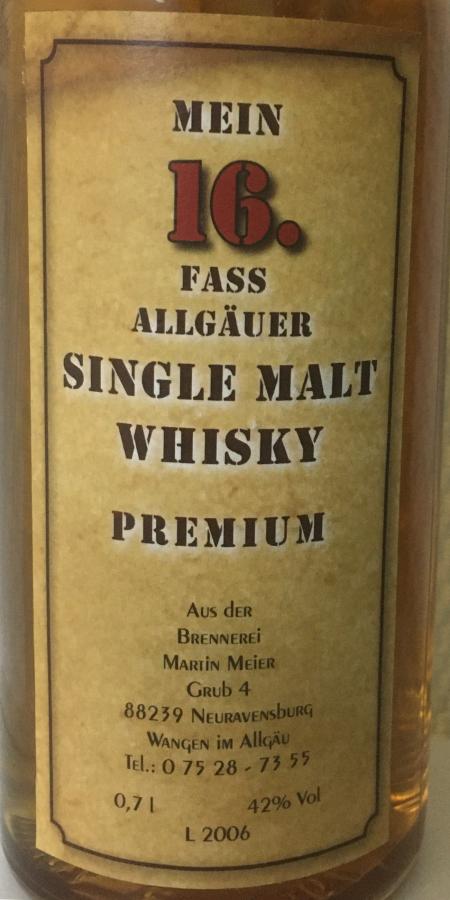 MEIN
16.
FASS
ALLGÄUER
SINGLE MALT
WHISKY
PREMIUM
Aus der
Brennerei
Martin Meier
Grub 4
88239 Neuravensburg
Wangen im Allgäu
Tel.: 0 75 28 - 73 55
0,7 l 42% Vol
L 2006